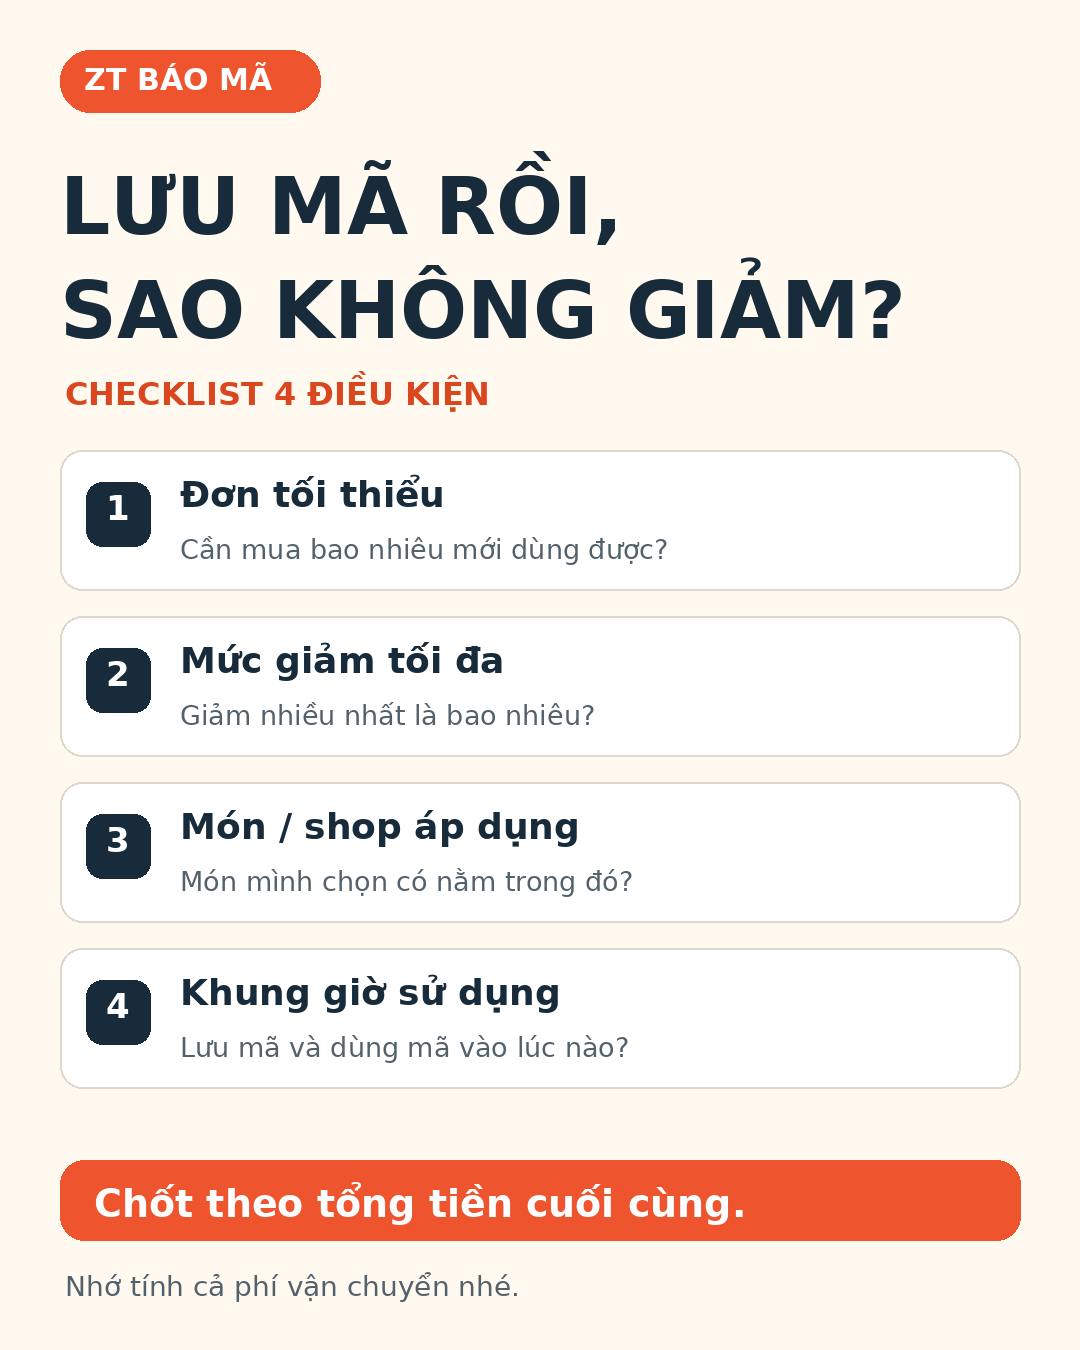 ZT BÁO MÃ
LƯU MÃ RỒI,
SAO KHÔNG GIẢM?
CHECKLIST 4 ĐIỀU KIỆN
1
Đơn tối thiểu
Cần mua bao nhiêu mới dùng được?
2
Mức giảm tối đa
Giảm nhiều nhất là bao nhiêu?
3
Món / shop áp dụng
Món mình chọn có nằm trong đó?
4
Khung giờ sử dụng
Lưu mã và dùng mã vào lúc nào?
Chốt theo tổng tiền cuối cùng.
Nhớ tính cả phí vận chuyển nhé.